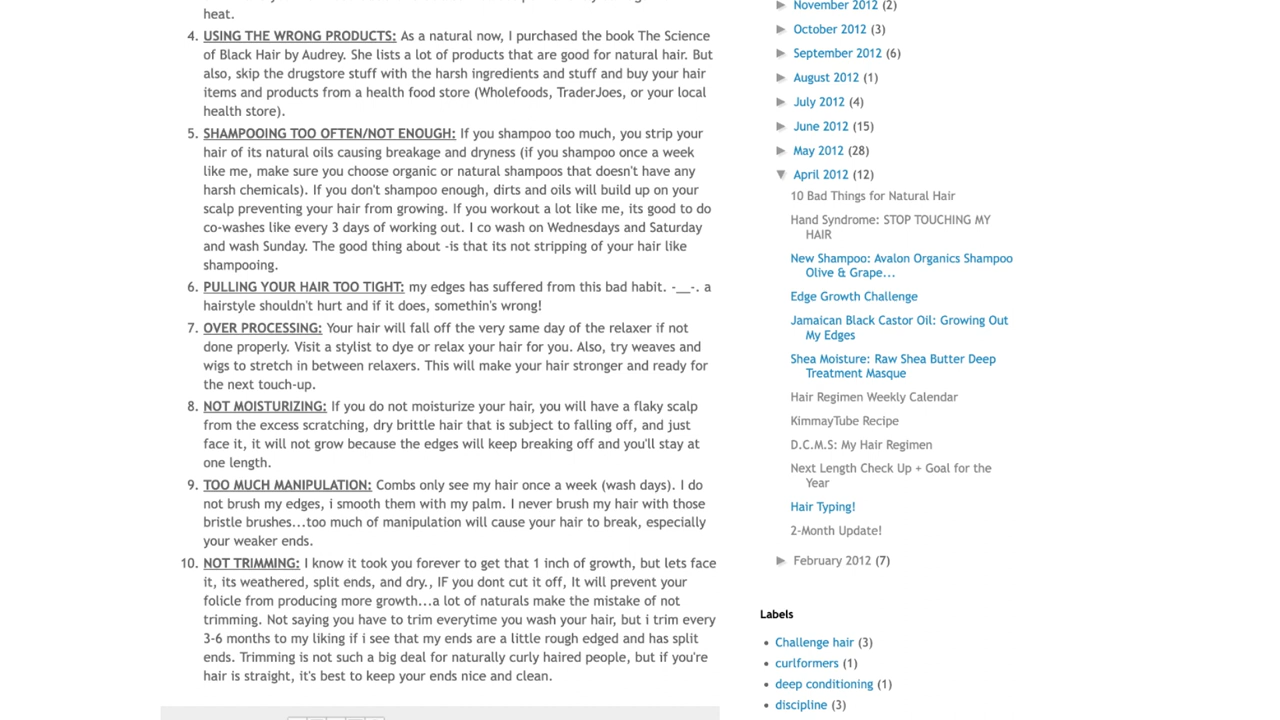 heat.
4. USING THE WRONG PRODUCTS: As a natural now, I purchased the book The Science
of Black Hair by Audrey. She lists a lot of products that are good for natural hair. But
also, skip the drugstore stuff with the harsh ingredients and stuff and buy your hair
items and products from a health food store (Wholefoods, TraderJoes, or your local
health store).
5. SHAMPOOING TOO OFTEN/NOT ENOUGH: If you shampoo too much, you strip your
hair of its natural oils causing breakage and dryness (if you shampoo once a week
like me, make sure you choose organic or natural shampoos that doesn't have any
harsh chemicals). If you don't shampoo enough, dirts and oils will build up on your
scalp preventing your hair from growing. If you workout a lot like me, its good to do
co-washes like every 3 days of working out. I co wash on Wednesdays and Saturday
and wash Sunday. The good thing about -is that its not stripping of your hair like
shampooing.
6. PULLING YOUR HAIR TOO TIGHT: my edges has suffered from this bad habit. -__-. a
hairstyle shouldn't hurt and if it does, somethin's wrong!
7. OVER PROCESSING: Your hair will fall off the very same day of the relaxer if not
done properly. Visit a stylist to dye or relax your hair for you. Also, try weaves and
wigs to stretch in between relaxers. This will make your hair stronger and ready for
the next touch-up.
8. NOT MOISTURIZING: If you do not moisturize your hair, you will have a flaky scalp
from the excess scratching, dry brittle hair that is subject to falling off, and just
face it, it will not grow because the edges will keep breaking off and you'll stay at
one length.
9. TOO MUCH MANIPULATION: Combs only see my hair once a week (wash days). I do
not brush my edges, i smooth them with my palm. I never brush my hair with those
bristle brushes...too much of manipulation will cause your hair to break, especially
your weaker ends.
10. NOT TRIMMING: I know it took you forever to get that 1 inch of growth, but lets face
it, its weathered, split ends, and dry., IF you dont cut it off, It will prevent your
folicle from producing more growth...a lot of naturals make the mistake of not
trimming. Not saying you have to trim everytime you wash your hair, but i trim every
3-6 months to my liking if i see that my ends are a little rough edged and has split
ends. Trimming is not such a big deal for naturally curly haired people, but if you're
hair is straight, it's best to keep your ends nice and clean.
► November 2012 (2)
► October 2012 (3)
► September 2012 (6)
► August 2012 (1)
► July 2012 (4)
► June 2012 (15)
► May 2012 (28)
▼ April 2012 (12)
10 Bad Things for Natural Hair
Hand Syndrome: STOP TOUCHING MY
HAIR
New Shampoo: Avalon Organics Shampoo
Olive & Grape...
Edge Growth Challenge
Jamaican Black Castor Oil: Growing Out
My Edges
Shea Moisture: Raw Shea Butter Deep
Treatment Masque
Hair Regimen Weekly Calendar
KimmayTube Recipe
D.C.M.S: My Hair Regimen
Next Length Check Up + Goal for the
Year
Hair Typing!
2-Month Update!
► February 2012 (7)
Labels
• Challenge hair (3)
• curlformers (1)
• deep conditioning (1)
• discipline (3)